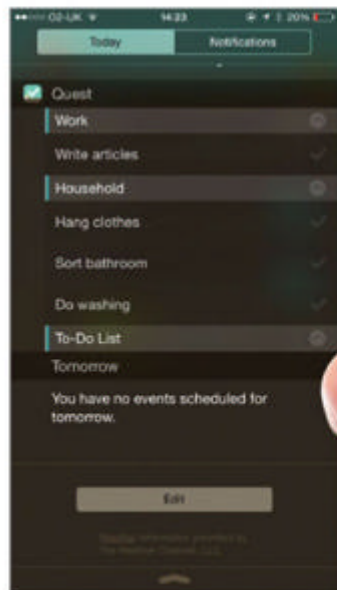 O2-UK 14:23 20%
Today Notifications
Quest
Work
Write articles
Household
Hang clothes
Sort bathroom
Do washing
To-Do List
Tomorrow
You have no events scheduled for
tomorrow.
Edit